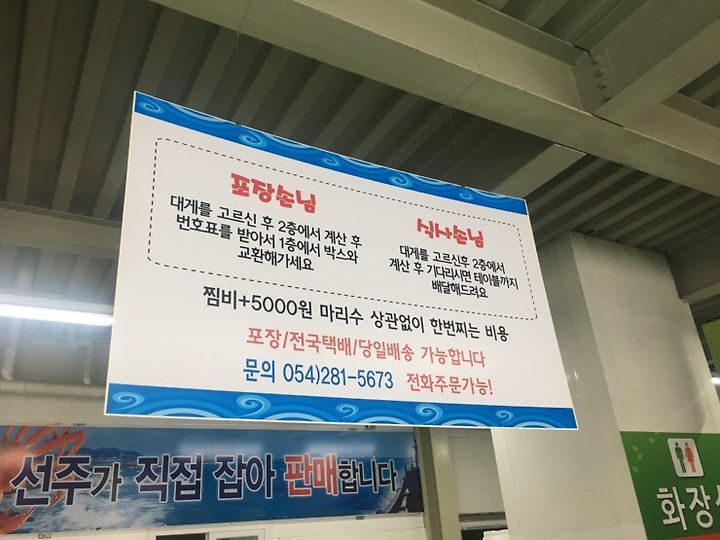 포장손님
대게를 고르신 후 2층에서 계산 후
번호표를 받아서 1층에서 박스와
교환해가세요
식사손님
대게를 고르신후 2층에서
계산 후 기다리시면 테이블까지
배달해드려요
찜비+5000원 마리수 상관없이 한번찌는 비용
포장/전국택배/당일배송 가능합니다
문의 054)281-5673 전화주문가능!
선주가 직접 잡아 판매합니다